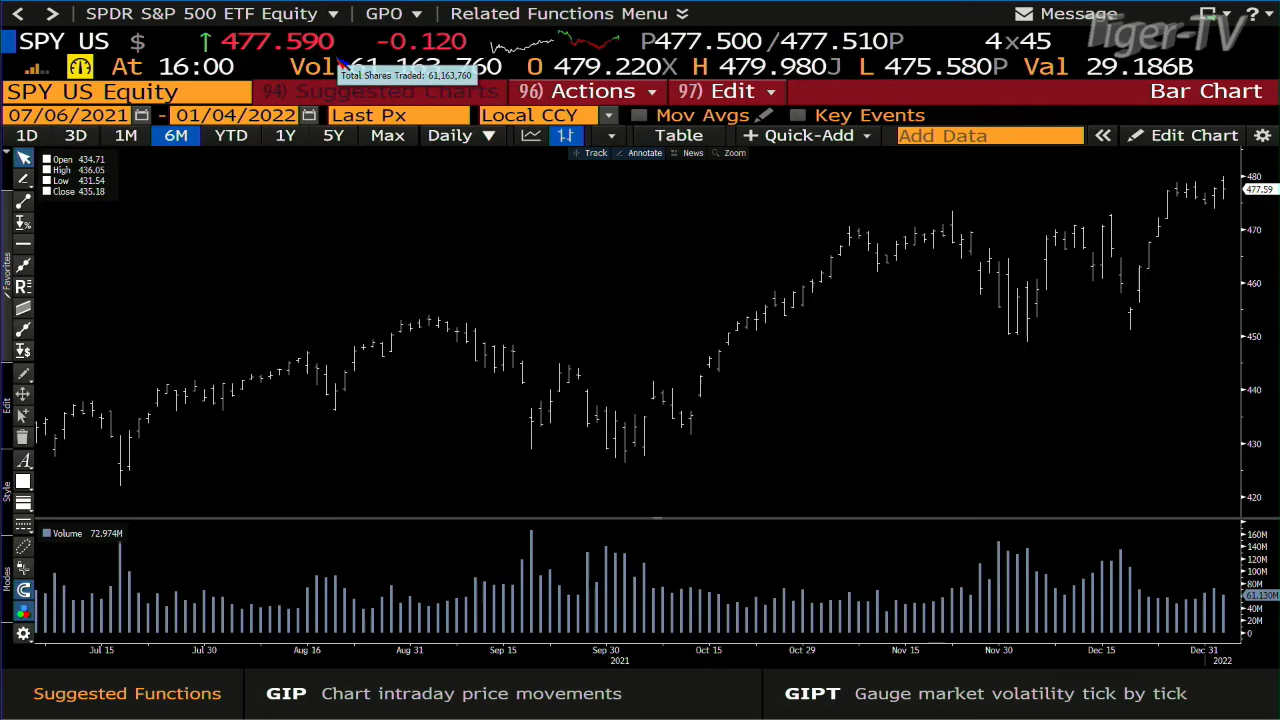 SPDR S&P 500 ETF Equity GPO Related Functions Menu Message ?
Tiger-TV
SPY US $ ↑ 477.590 -0.120 P477.500 /477.510P 4x45
At 16:00 Vol 61,163,760 O 479.220X H 479.980J L 475.580P Val 29.186B
Total Shares Traded: 61,163,760
SPY US Equity 94) Suggested Charts 96) Actions 97) Edit Bar Chart
07/06/2021 - 01/04/2022 Last Px Local CCY Mov Avgs Key Events
1D 3D 1M 6M YTD 1Y 5Y Max Daily ▼ Table + Quick-Add Add Data « Edit Chart
Track Annotate News Zoom
Open 434.71
High 436.05
Low 431.54
Close 435.18
480
477.59
470
460
450
440
430
420
Favorites
Edit
Style
Modes
Volume 72.974M
160M
140M
120M
100M
80M
61.130M
40M
20M
0
Jul 15 Jul 30 Aug 16 Aug 31 Sep 15 Sep 30 Oct 15 Oct 29 Nov 15 Nov 30 Dec 15 Dec 31
2021 2022
Suggested Functions GIP Chart intraday price movements GIPT Gauge market volatility tick by tick